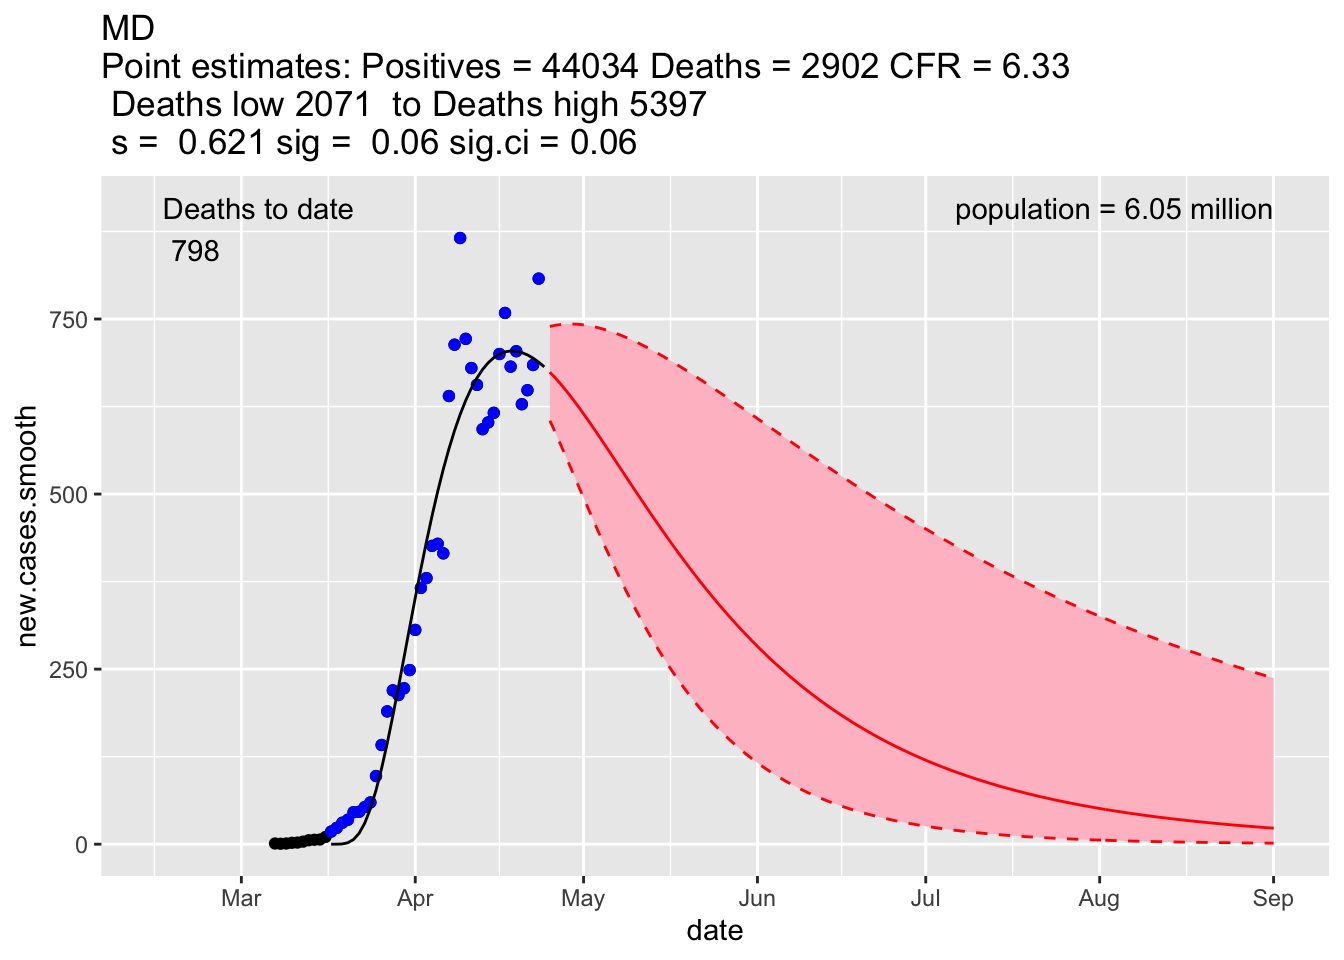 MD
Point estimates: Positives = 44034 Deaths = 2902 CFR = 6.33
Deaths low 2071  to Deaths high 5397
s =  0.621 sig =  0.06 sig.ci = 0.06
Deaths to date
798
population = 6.05 million
750
500
250
0
new.cases.smooth
Mar Apr May Jun Jul Aug Sep
date